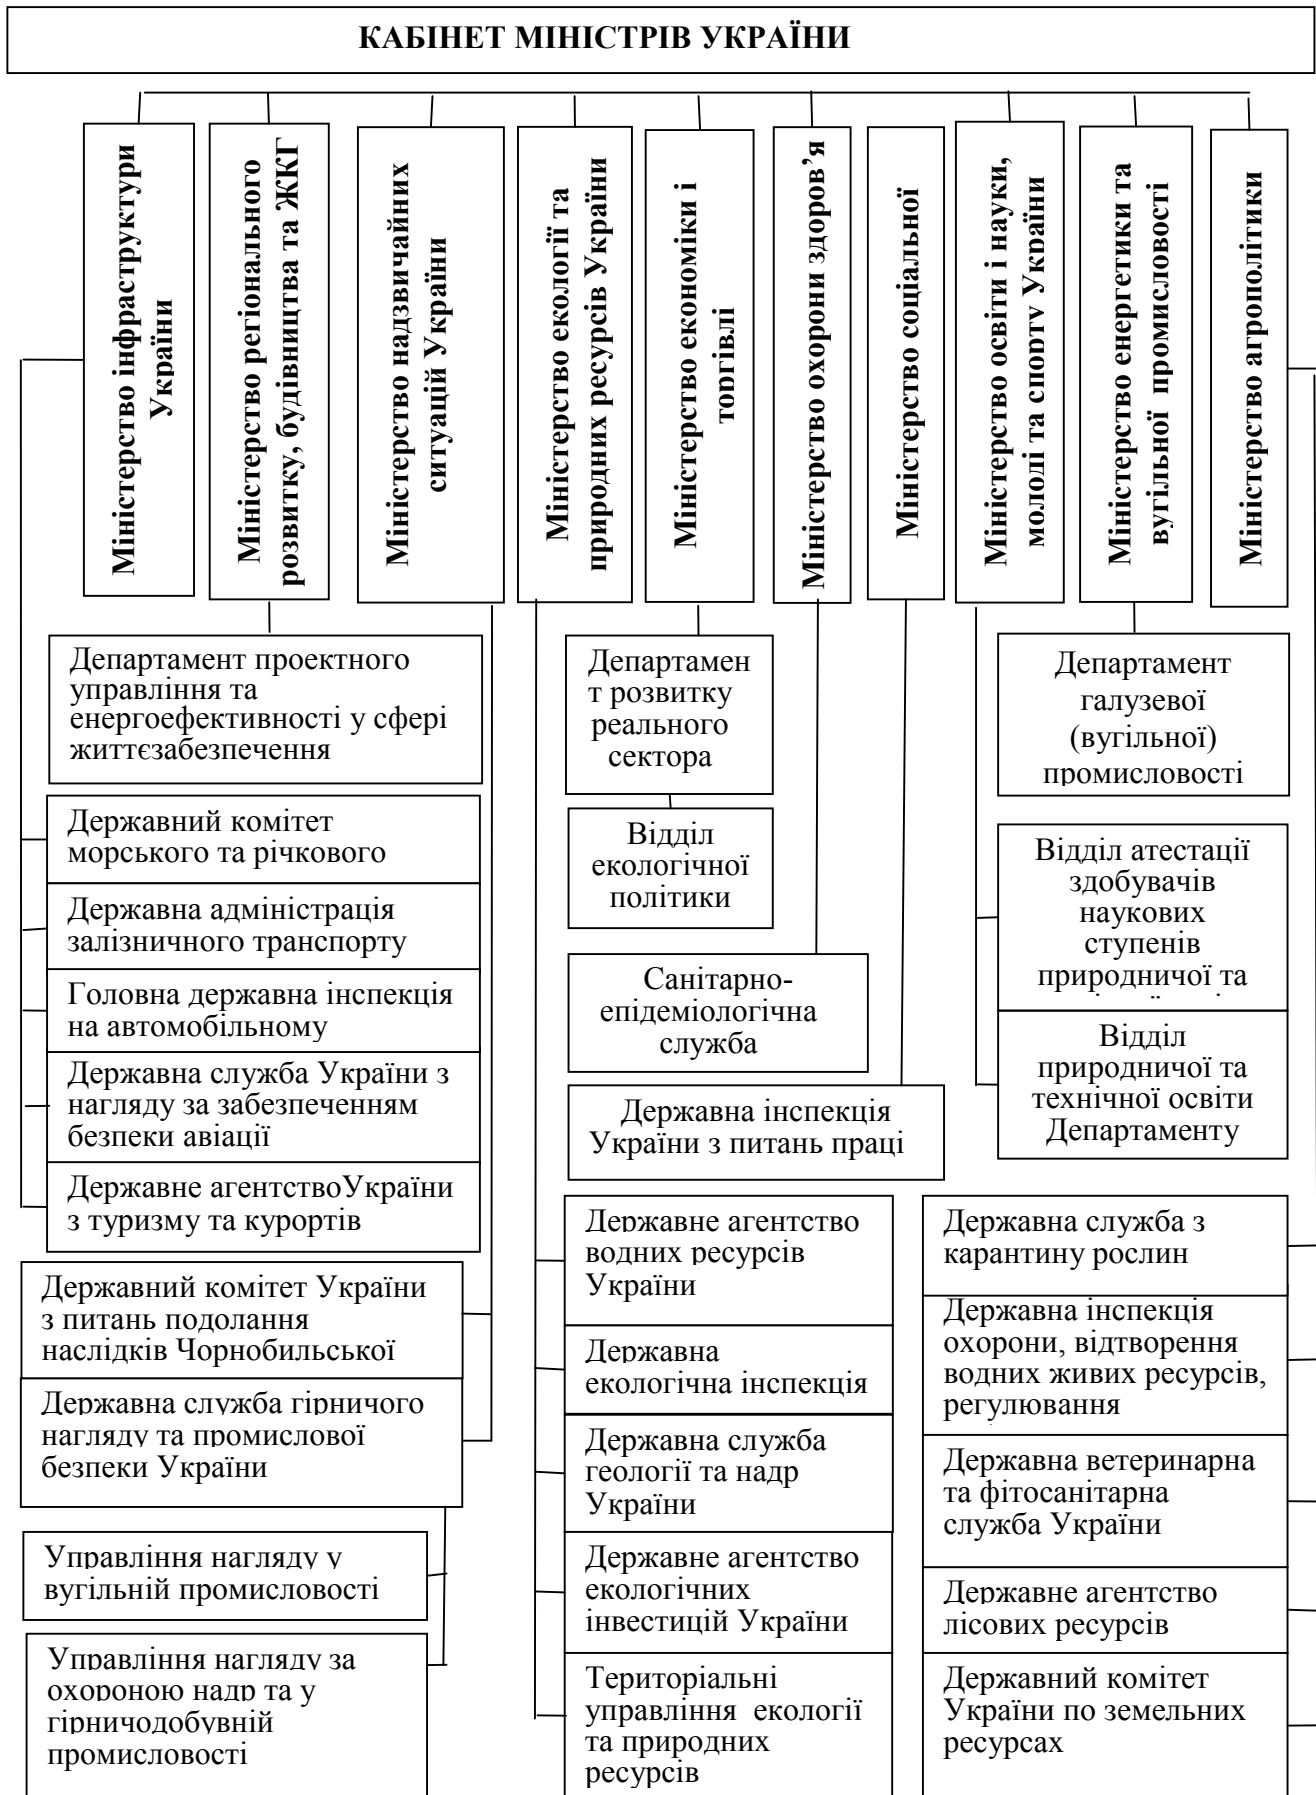 КАБІНЕТ МІНІСТРІВ УКРАЇНИ
Міністерство інфраструктури
України
Міністерство регіонального
розвитку, будівництва та ЖКГ
Міністерство надзвичайних
ситуацій України
Міністерство екології та
природних ресурсів України
Міністерство економіки і
торгівлі
Міністерство охорони здоров’я
Міністерство соціальної
Міністерство освіти і науки,
молоді та спорту України
Міністерство енергетики та
вугільної промисловості
Міністерство агрополітики
Департамент проектного
управління та
енергоефективності у сфері
життєзабезпечення
Державний комітет
морського та річкового
Державна адміністрація
залізничного транспорту
Головна державна інспекція
на автомобільному
Державна служба України з
нагляду за забезпеченням
безпеки авіації
Державне агентствоУкраїни
з туризму та курортів
Державний комітет України
з питань подолання
наслідків Чорнобильської
Державна служба гірничого
нагляду та промислової
безпеки України
Управління нагляду у
вугільній промисловості
Управління нагляду за
охороною надр та у
гірничодобувній
промисловості
Департамен
т розвитку
реального
сектора
Відділ
екологічної
політики
Санітарно-
епідеміологічна
служба
Державна інспекція
України з питань праці
Державне агентство
водних ресурсів
України
Державна
екологічна інспекція
Державна служба
геології та надр
України
Державне агентство
екологічних
інвестицій України
Територіальні
управління екології
та природних
ресурсів
Департамент
галузевої
(вугільної)
промисловості
Відділ атестації
здобувачів
наукових
ступенів
природничої та
Відділ
природничої та
технічної освіти
Департаменту
Державна служба з
карантину рослин
Державна інспекція
охорони, відтворення
водних живих ресурсів,
регулювання
Державна ветеринарна
та фітосанітарна
служба України
Державне агентство
лісових ресурсів
Державний комітет
України по земельних
ресурсах